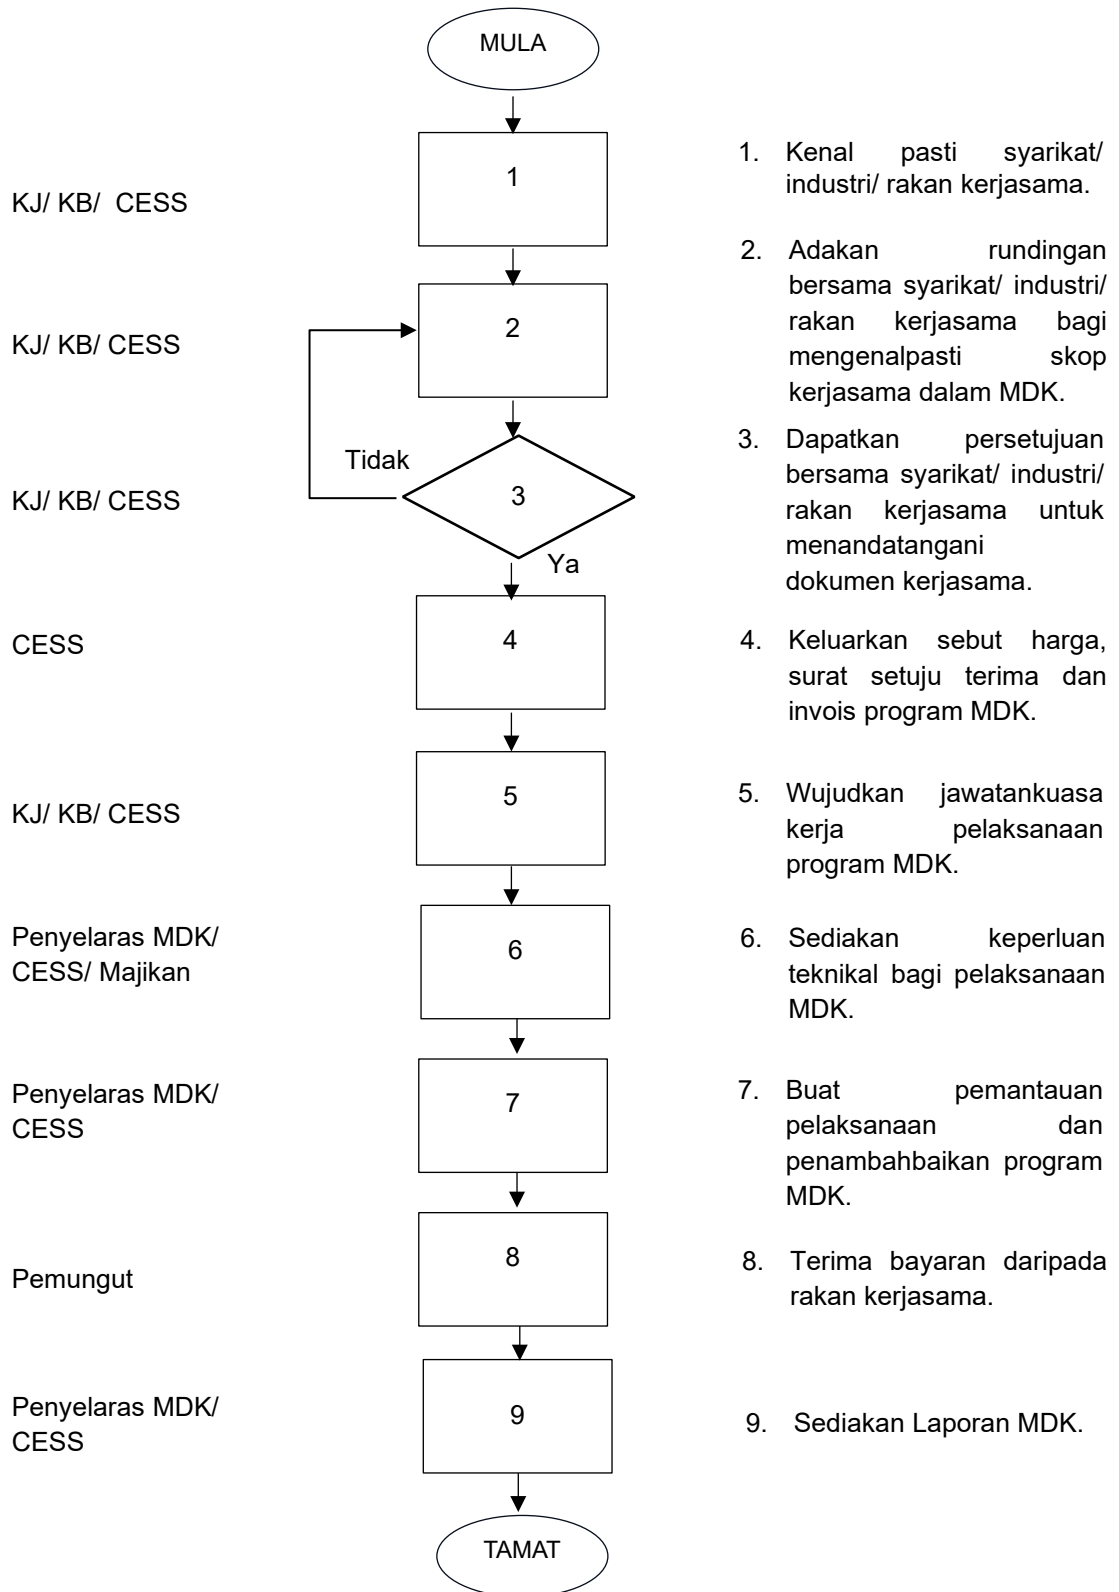 MULA
KJ/ KB/ CESS
1
1. Kenal pasti syarikat/
industri/ rakan kerjasama.
KJ/ KB/ CESS
2
2. Adakan rundingan
bersama syarikat/ industri/
rakan kerjasama bagi
mengenalpasti skop
kerjasama dalam MDK.
Tidak
KJ/ KB/ CESS
3
Ya
3. Dapatkan persetujuan
bersama syarikat/ industri/
rakan kerjasama untuk
menandatangani
dokumen kerjasama.
CESS
4
4. Keluarkan sebut harga,
surat setuju terima dan
invois program MDK.
KJ/ KB/ CESS
5
5. Wujudkan jawatankuasa
kerja pelaksanaan
program MDK.
Penyelaras MDK/
CESS/ Majikan
6
6. Sediakan keperluan
teknikal bagi pelaksanaan
MDK.
Penyelaras MDK/
CESS
7
7. Buat pemantauan
pelaksanaan dan
penambahbaikan program
MDK.
Pemungut
8
8. Terima bayaran daripada
rakan kerjasama.
Penyelaras MDK/
CESS
9
9. Sediakan Laporan MDK.
TAMAT